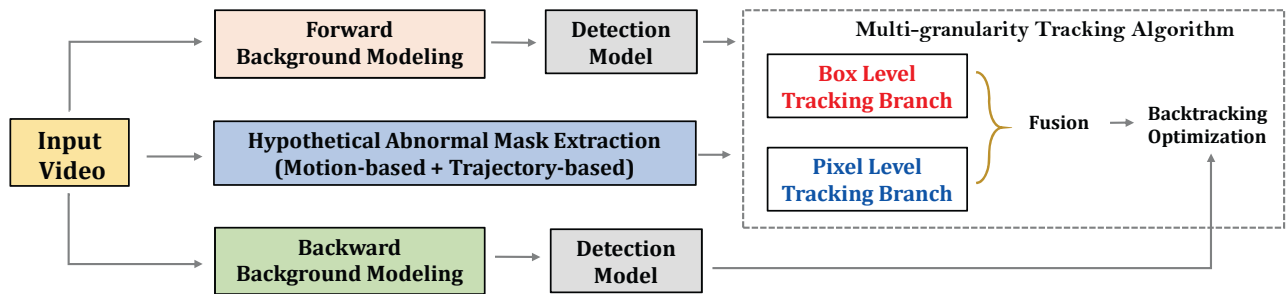 Input
Video
Forward
Background Modeling
Detection
Model
Hypothetical Abnormal Mask Extraction
(Motion-based + Trajectory-based)
Backward
Background Modeling
Detection
Model
Multi-granularity Tracking Algorithm
Box Level
Tracking Branch
Pixel Level
Tracking Branch
Fusion
Backtracking
Optimization